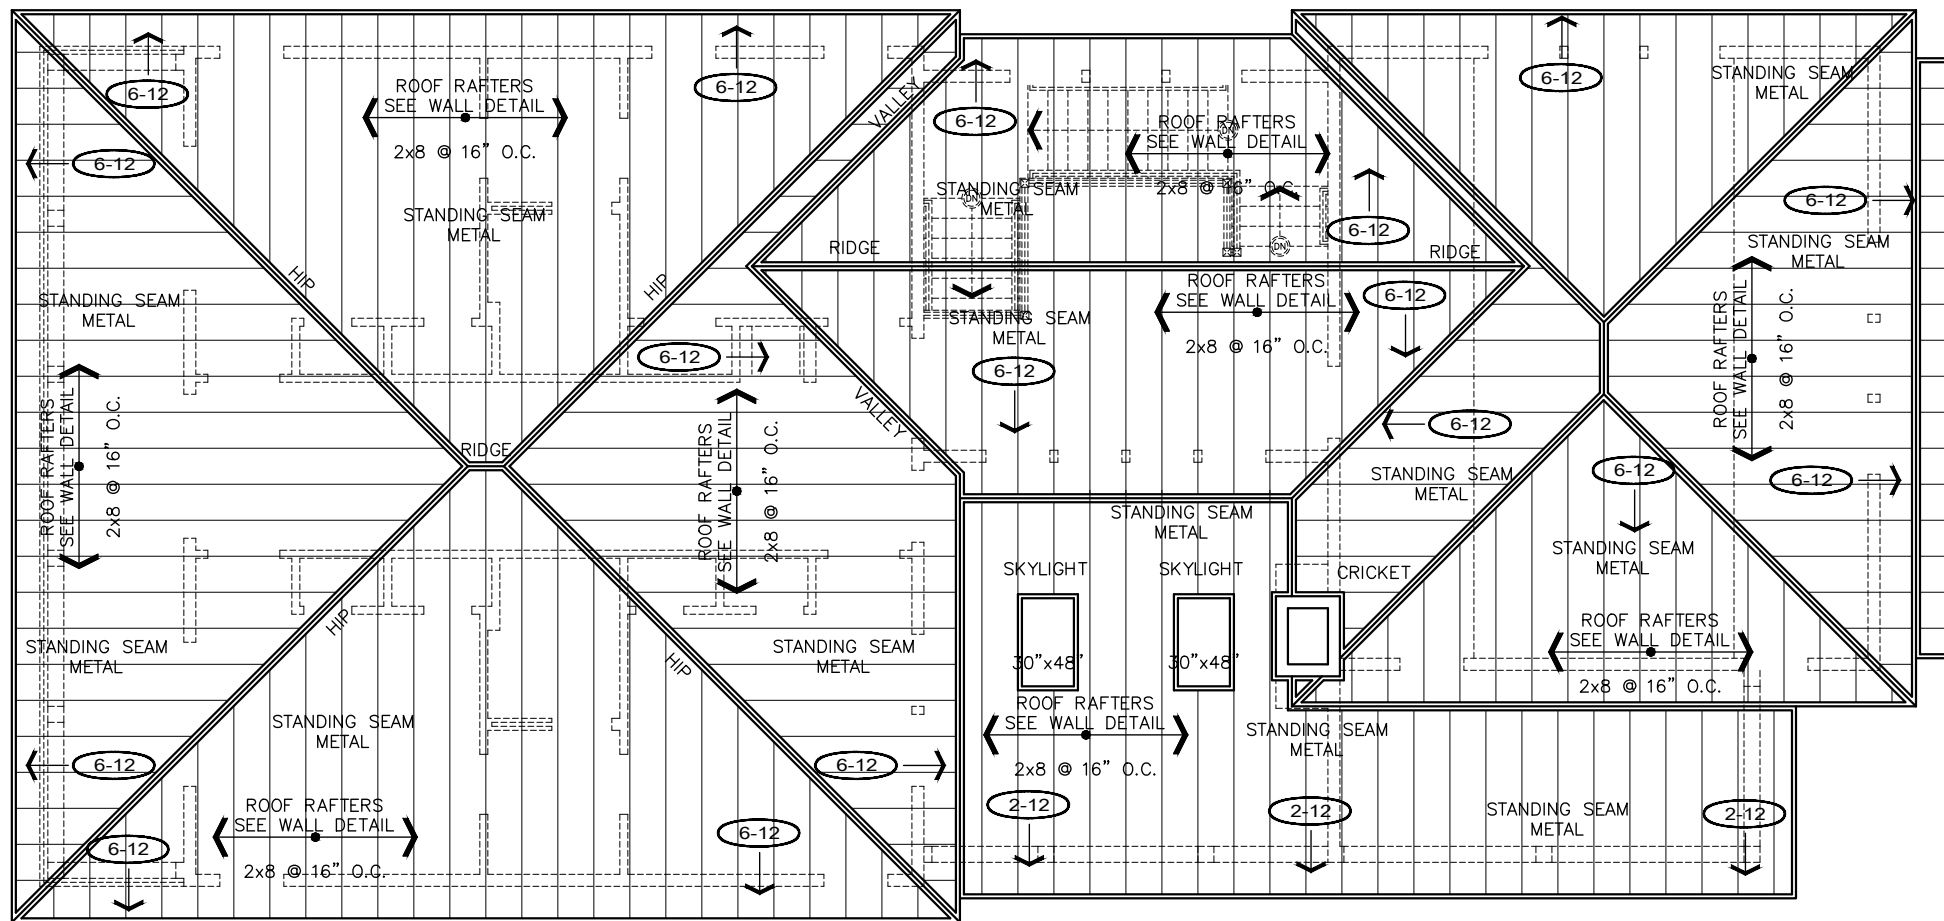 6-12
6-12
ROOF RAFTERS
SEE WALL DETAIL
2x8 @ 16" O.C.
STANDING SEAM
METAL
6-12
HIP
HIP
STANDING SEAM
METAL
ROOF RAFTERS
SEE WALL DETAIL
2x8 @ 16" O.C.
RIDGE
6-12
ROOF RAFTERS
SEE WALL DETAIL
2x8 @ 16" O.C.
HIP
HIP
STANDING SEAM
METAL
STANDING SEAM
METAL
STANDING SEAM
METAL
6-12
6-12
ROOF RAFTERS
SEE WALL DETAIL
2x8 @ 16" O.C.
6-12
6-12
6-12
VALLEY
6-12
ROOF RAFTERS
SEE WALL DETAIL
2x8 @ 16" O.C.
DN
STANDING SEAM
METAL
DN
DN
6-12
RIDGE
RIDGE
ROOF RAFTERS
SEE WALL DETAIL
2x8 @ 16" O.C.
STANDING SEAM
METAL
6-12
6-12
VALLEY
STANDING SEAM
METAL
SKYLIGHT
SKYLIGHT
30"x48"
30"x48"
CRICKET
ROOF RAFTERS
SEE WALL DETAIL
2x8 @ 16" O.C.
STANDING SEAM
METAL
2-12
2-12
STANDING SEAM
METAL
2-12
6-12
STANDING SEAM
METAL
6-12
STANDING SEAM
METAL
ROOF RAFTERS
SEE WALL DETAIL
2x8 @ 16" O.C.
6-12
STANDING SEAM
METAL
6-12
6-12
STANDING SEAM
METAL
ROOF RAFTERS
SEE WALL DETAIL
2x8 @ 16" O.C.